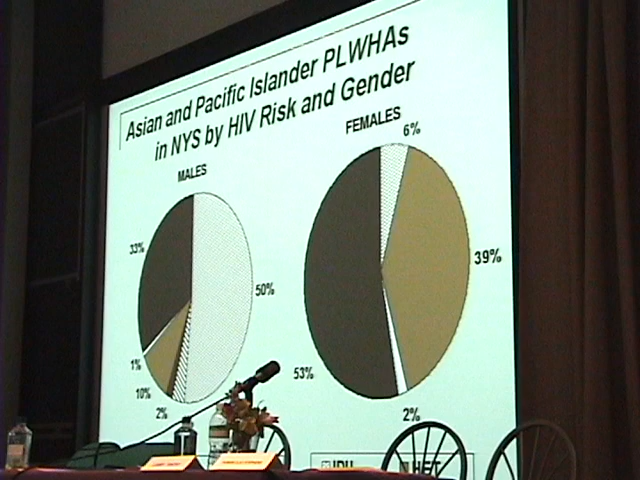 Asian and Pacific Islander PLWHAs
in NYS by HIV Risk and Gender
MALES
FEMALES
6%
33%
50%
39%
1%
10%
2%
53%
2%
IDU
HET